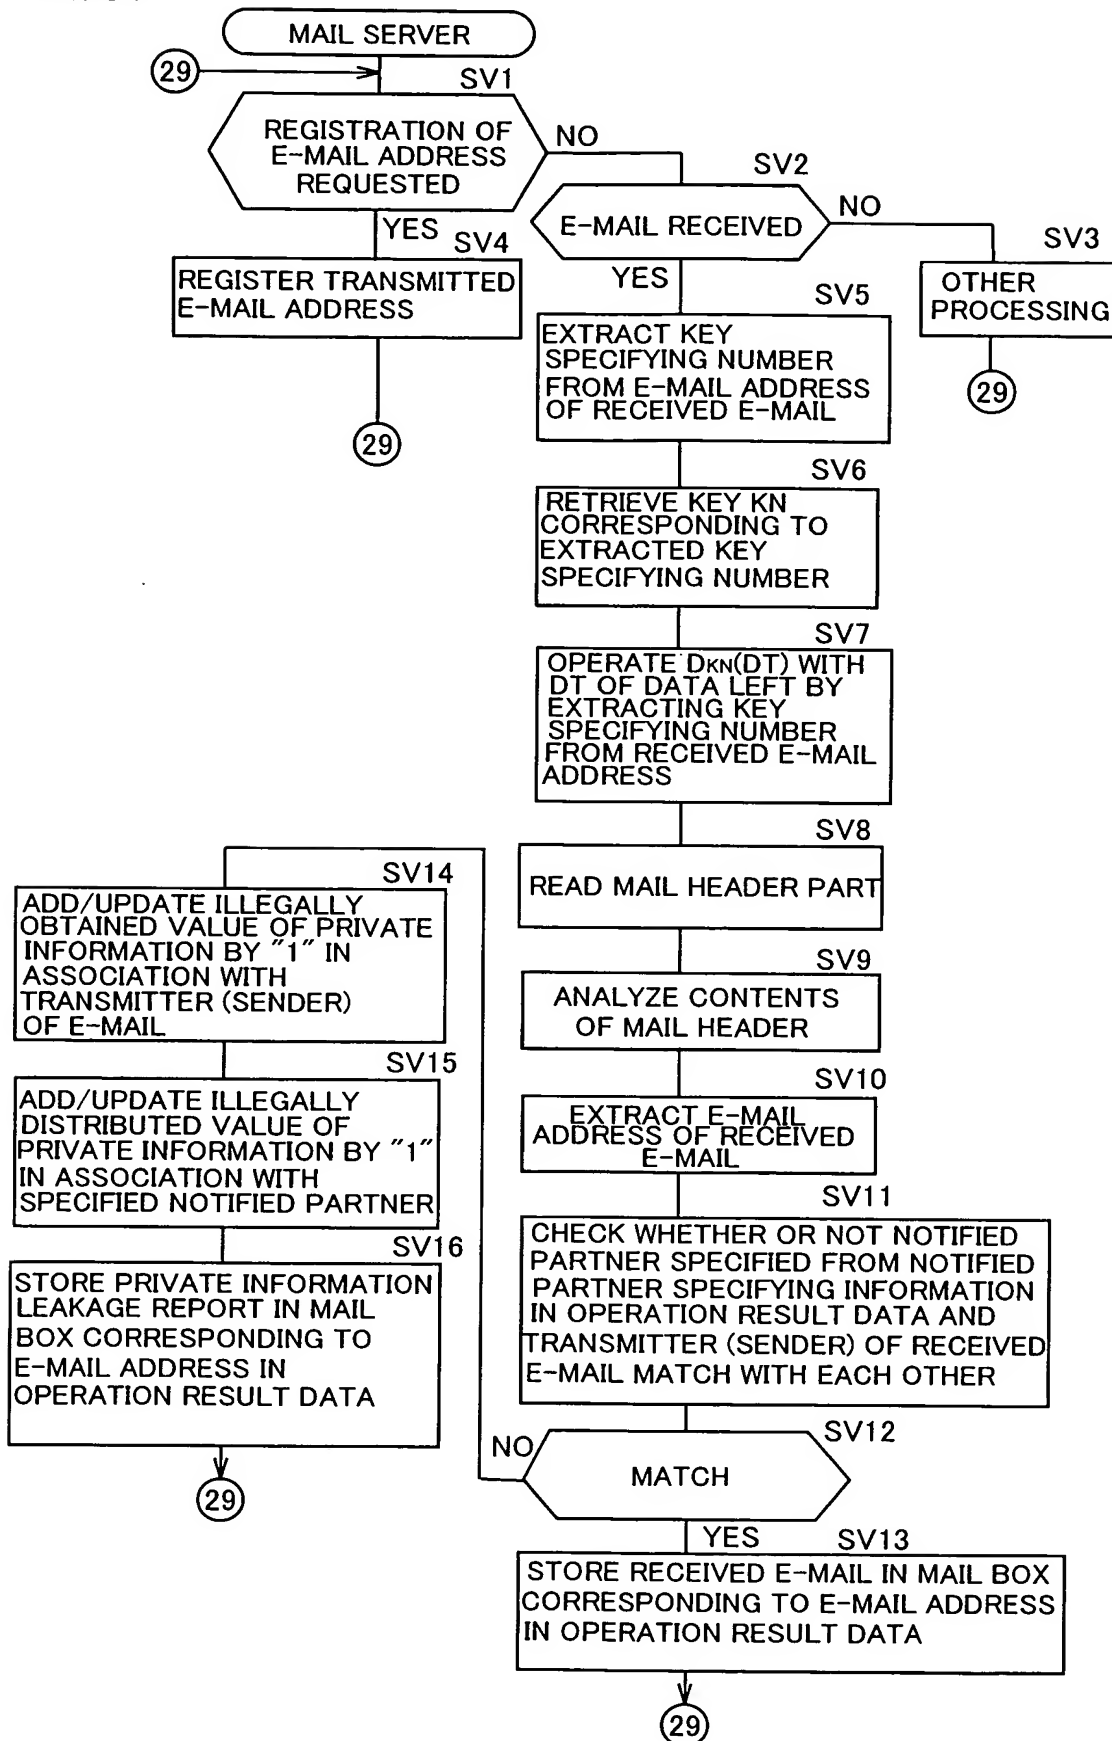 MAIL SERVER
29
SV1
REGISTRATION OF
E-MAIL ADDRESS
REQUESTED
NO
YES
SV2
E-MAIL RECEIVED
NO
YES
SV3
OTHER
PROCESSING
29
SV4
REGISTER TRANSMITTED
E-MAIL ADDRESS
29
SV5
EXTRACT KEY
SPECIFYING NUMBER
FROM E-MAIL ADDRESS
OF RECEIVED E-MAIL
SV6
RETRIEVE KEY KN
CORRESPONDING TO
EXTRACTED KEY
SPECIFYING NUMBER
SV7
OPERATE DKN(DT) WITH
DT OF DATA LEFT BY
EXTRACTING KEY
SPECIFYING NUMBER
FROM RECEIVED E-MAIL
ADDRESS
SV8
READ MAIL HEADER PART
SV9
ANALYZE CONTENTS
OF MAIL HEADER
SV10
EXTRACT E-MAIL
ADDRESS OF RECEIVED
E-MAIL
SV11
CHECK WHETHER OR NOT NOTIFIED
PARTNER SPECIFIED FROM NOTIFIED
PARTNER SPECIFYING INFORMATION
IN OPERATION RESULT DATA AND
TRANSMITTER (SENDER) OF RECEIVED
E-MAIL MATCH WITH EACH OTHER
SV12
MATCH
NO
YES
SV13
STORE RECEIVED E-MAIL IN MAIL BOX
CORRESPONDING TO E-MAIL ADDRESS
IN OPERATION RESULT DATA
29
SV14
ADD/UPDATE ILLEGALLY
OBTAINED VALUE OF PRIVATE
INFORMATION BY "1" IN
ASSOCIATION WITH
TRANSMITTER (SENDER)
OF E-MAIL
SV15
ADD/UPDATE ILLEGALLY
DISTRIBUTED VALUE OF
PRIVATE INFORMATION BY "1"
IN ASSOCIATION WITH
SPECIFIED NOTIFIED PARTNER
SV16
STORE PRIVATE INFORMATION
LEAKAGE REPORT IN MAIL
BOX CORRESPONDING TO
E-MAIL ADDRESS IN
OPERATION RESULT DATA
29